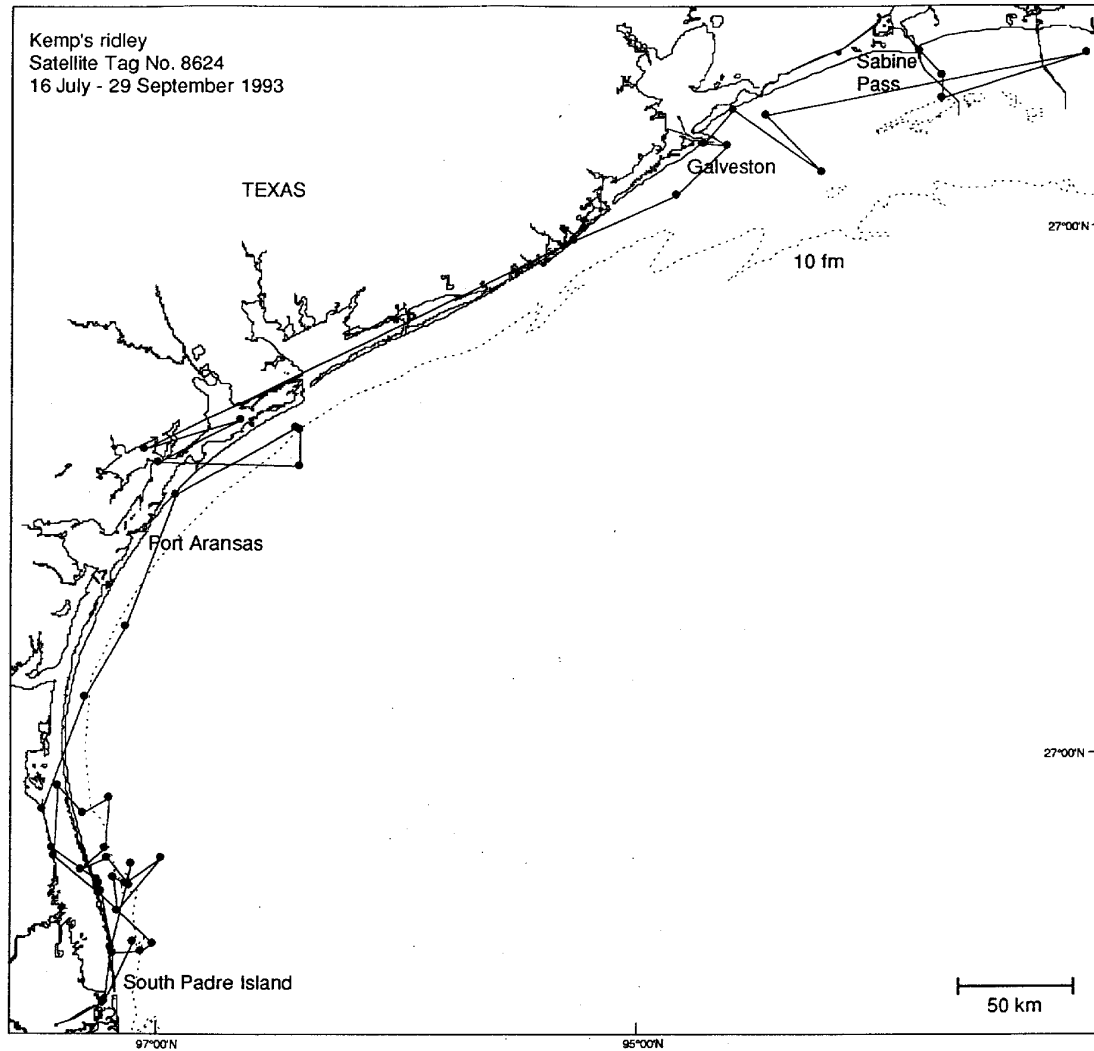 Kemp's ridley
Satellite Tag No. 8624
16 July - 29 September 1993
Sabine
Pass
Galveston
TEXAS
27°00'N
10 fm
Port Aransas
27°00'N
South Padre Island
50 km
97°00'N
95°00'N